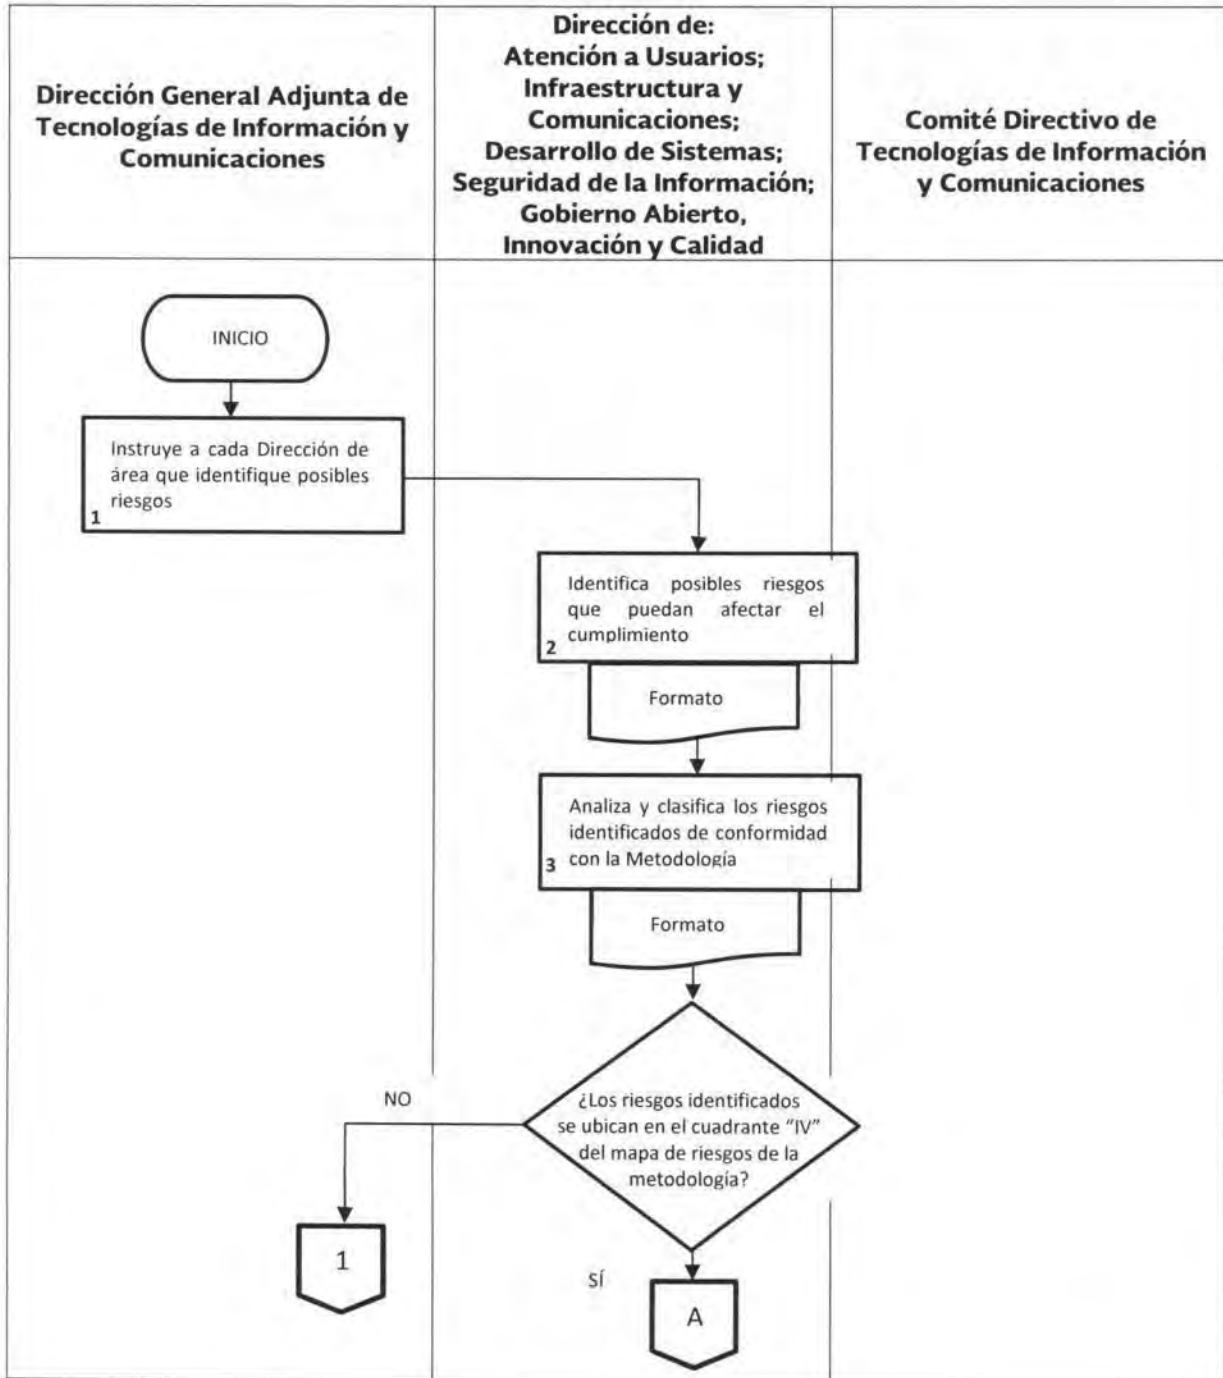 Dirección General Adjunta de
Tecnologías de Información y
Comunicaciones
Dirección de:
Atención a Usuarios;
Infraestructura y
Comunicaciones;
Desarrollo de Sistemas;
Seguridad de la Información;
Gobierno Abierto,
Innovación y Calidad
Comité Directivo de
Tecnologías de Información
y Comunicaciones
INICIO
Instruye a cada Dirección de
área que identifique posibles
riesgos
1
Identifica posibles riesgos
que puedan afectar el
cumplimiento
2
Formato
Analiza y clasifica los riesgos
identificados de conformidad
con la Metodología
3
Formato
¿Los riesgos identificados
se ubican en el cuadrante “IV”
del mapa de riesgos de la
metodología?
NO
1
SÍ
A